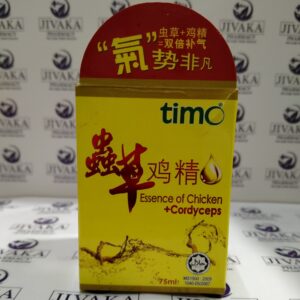 JIVAKA
PHARMACY
虫草+鸡精
=双倍补气
“氣”势非凡
timo
蟲草鸡精
Essence of Chicken
+Cordyceps
75ml